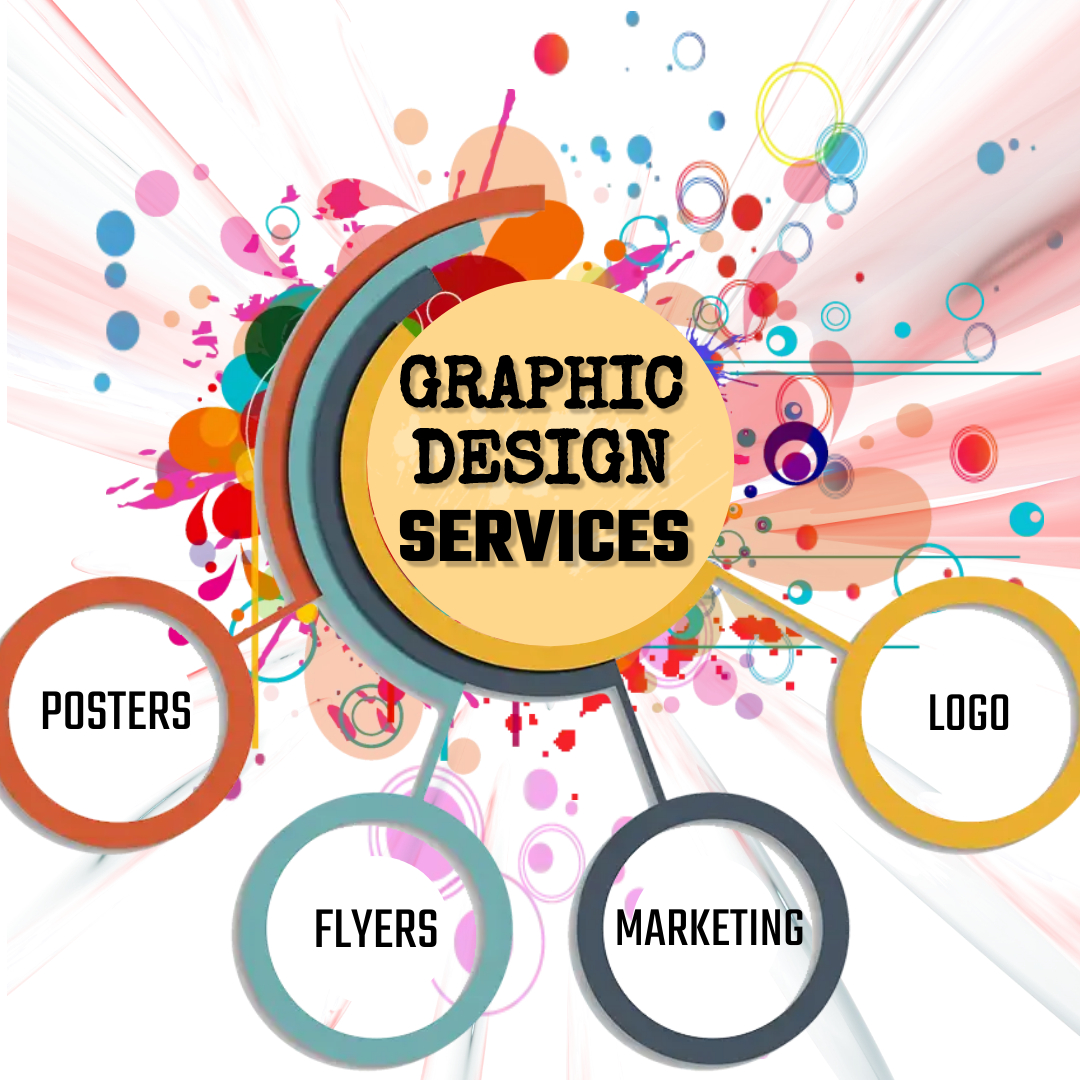 GRAPHIC
DESIGN
SERVICES
POSTERS
LOGO
FLYERS
MARKETING